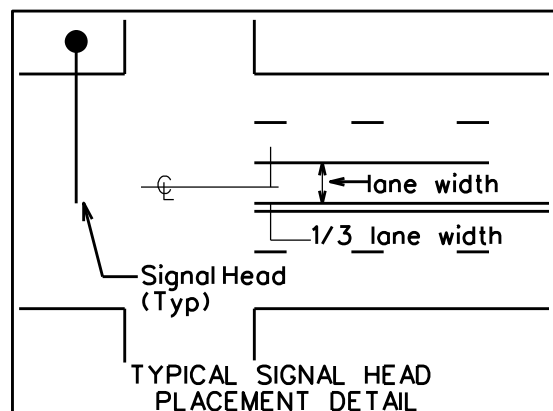 ℄
lane width
1/3 lane width
Signal Head
(Typ)
TYPICAL SIGNAL HEAD
PLACEMENT DETAIL